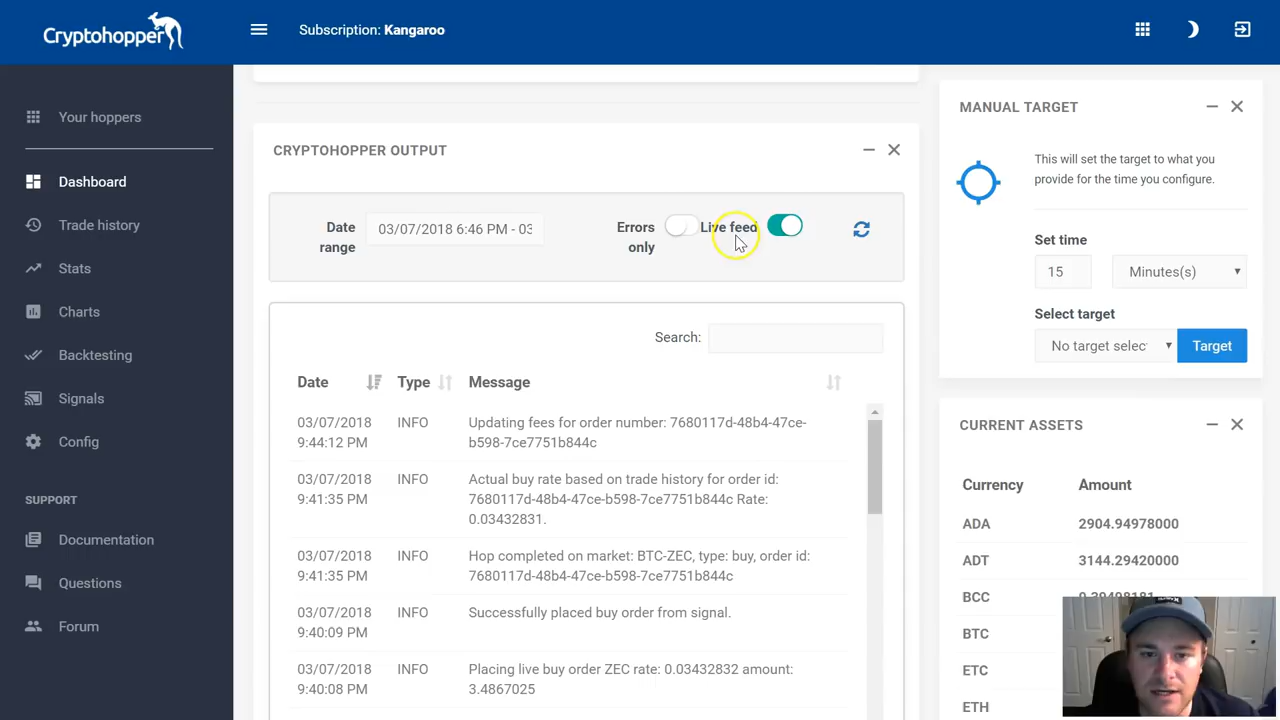 Cryptohopper
Subscription: Kangaroo
Your hoppers
Dashboard
Trade history
Stats
Charts
Backtesting
Signals
Config
SUPPORT
Documentation
Questions
Forum
CRYPTOHOPPER OUTPUT
Date
range
03/07/2018 6:46 PM - 03
Errors
only
Live feed
Search:
Date Type Message
03/07/2018 INFO Updating fees for order number: 7680117d-48b4-47ce-
9:44:12 PM b598-7ce7751b844c
03/07/2018 INFO Actual buy rate based on trade history for order id:
9:41:35 PM 7680117d-48b4-47ce-b598-7ce7751b844c Rate:
0.03432831.
03/07/2018 INFO Hop completed on market: BTC-ZEC, type: buy, order id:
9:41:35 PM 7680117d-48b4-47ce-b598-7ce7751b844c
03/07/2018 INFO Successfully placed buy order from signal.
9:40:09 PM
03/07/2018 INFO Placing live buy order ZEC rate: 0.03432832 amount:
9:40:08 PM 3.4867025
MANUAL TARGET
This will set the target to what you
provide for the time you configure.
Set time
15 Minutes(s)
Select target
No target selec Target
CURRENT ASSETS
Currency Amount
ADA 2904.94978000
ADT 3144.29420000
BCC
BTC
ETC
ETH